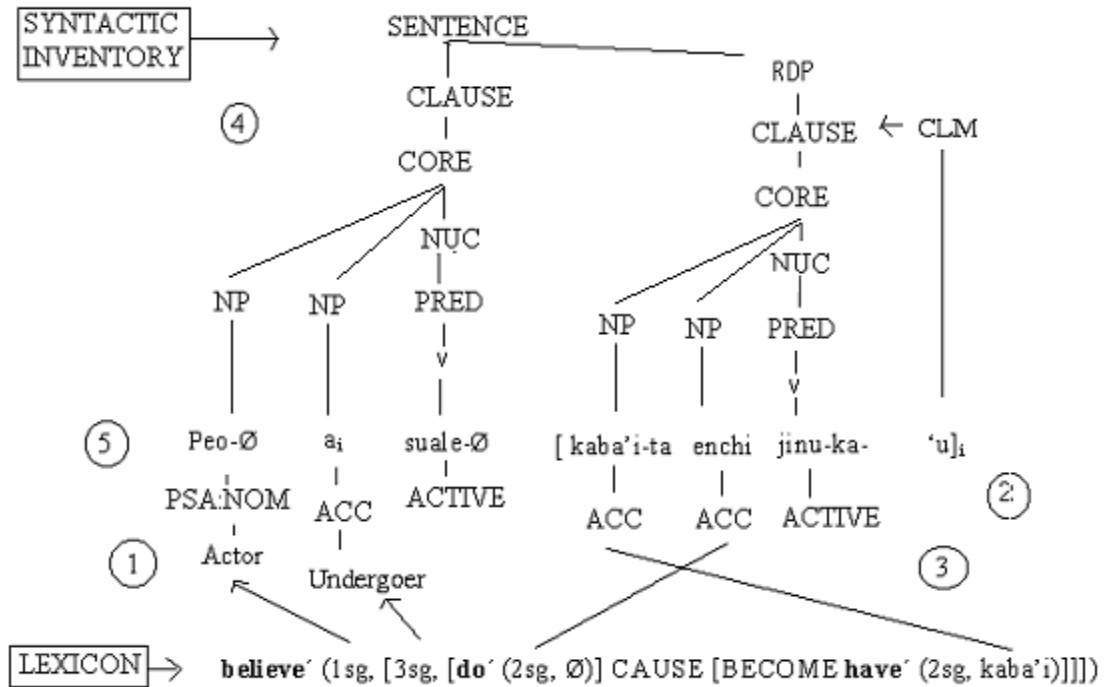 SYNTACTIC INVENTORY
SENTENCE
RDP
CLAUSE
CLAUSE
CLM
4
CORE
CORE
NUC
NUC
NP NP PRED
NP NP PRED
v
v
5
Peo-Ø a i suale-Ø [ kaba’i-ta enchi jinu-ka- ‘u] i
2
PSA:NOM ACC ACTIVE
ACC ACC ACTIVE
1
Actor
3
Undergoer
LEXICON
believe´ (1sg, [3sg, [do´ (2sg, Ø)] CAUSE [BECOME have´ (2sg, kaba’i)]]])